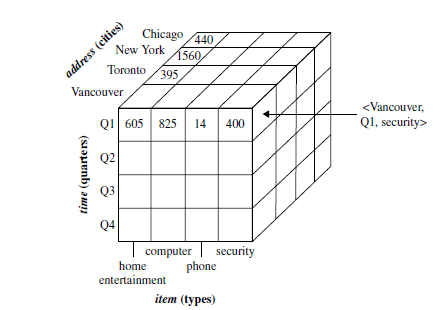 address (cities)
Chicago 440
New York 1560
Toronto 395
Vancouver
<Vancouver,
Q1, security>
time (quarters)
Q1 605 825 14 400
Q2
Q3
Q4
computer security
home phone
entertainment
item (types)